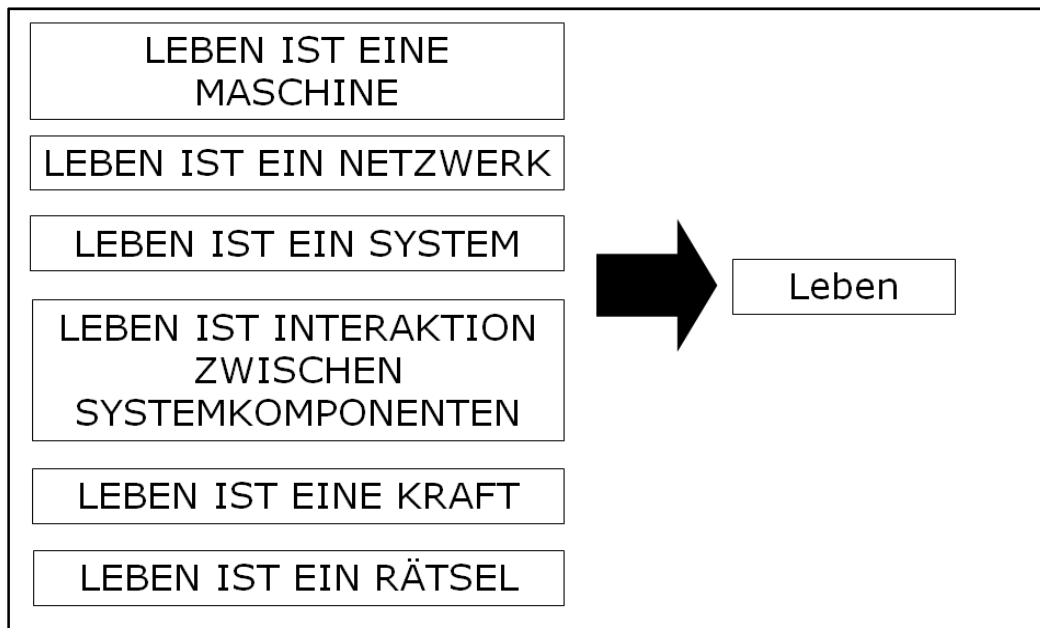 LEBEN IST EINE
MASCHINE
LEBEN IST EIN NETZWERK
LEBEN IST EIN SYSTEM
LEBEN IST INTERAKTION
ZWISCHEN
SYSTEMKOMPONENTEN
LEBEN IST EINE KRAFT
LEBEN IST EIN RÄTSEL
Leben